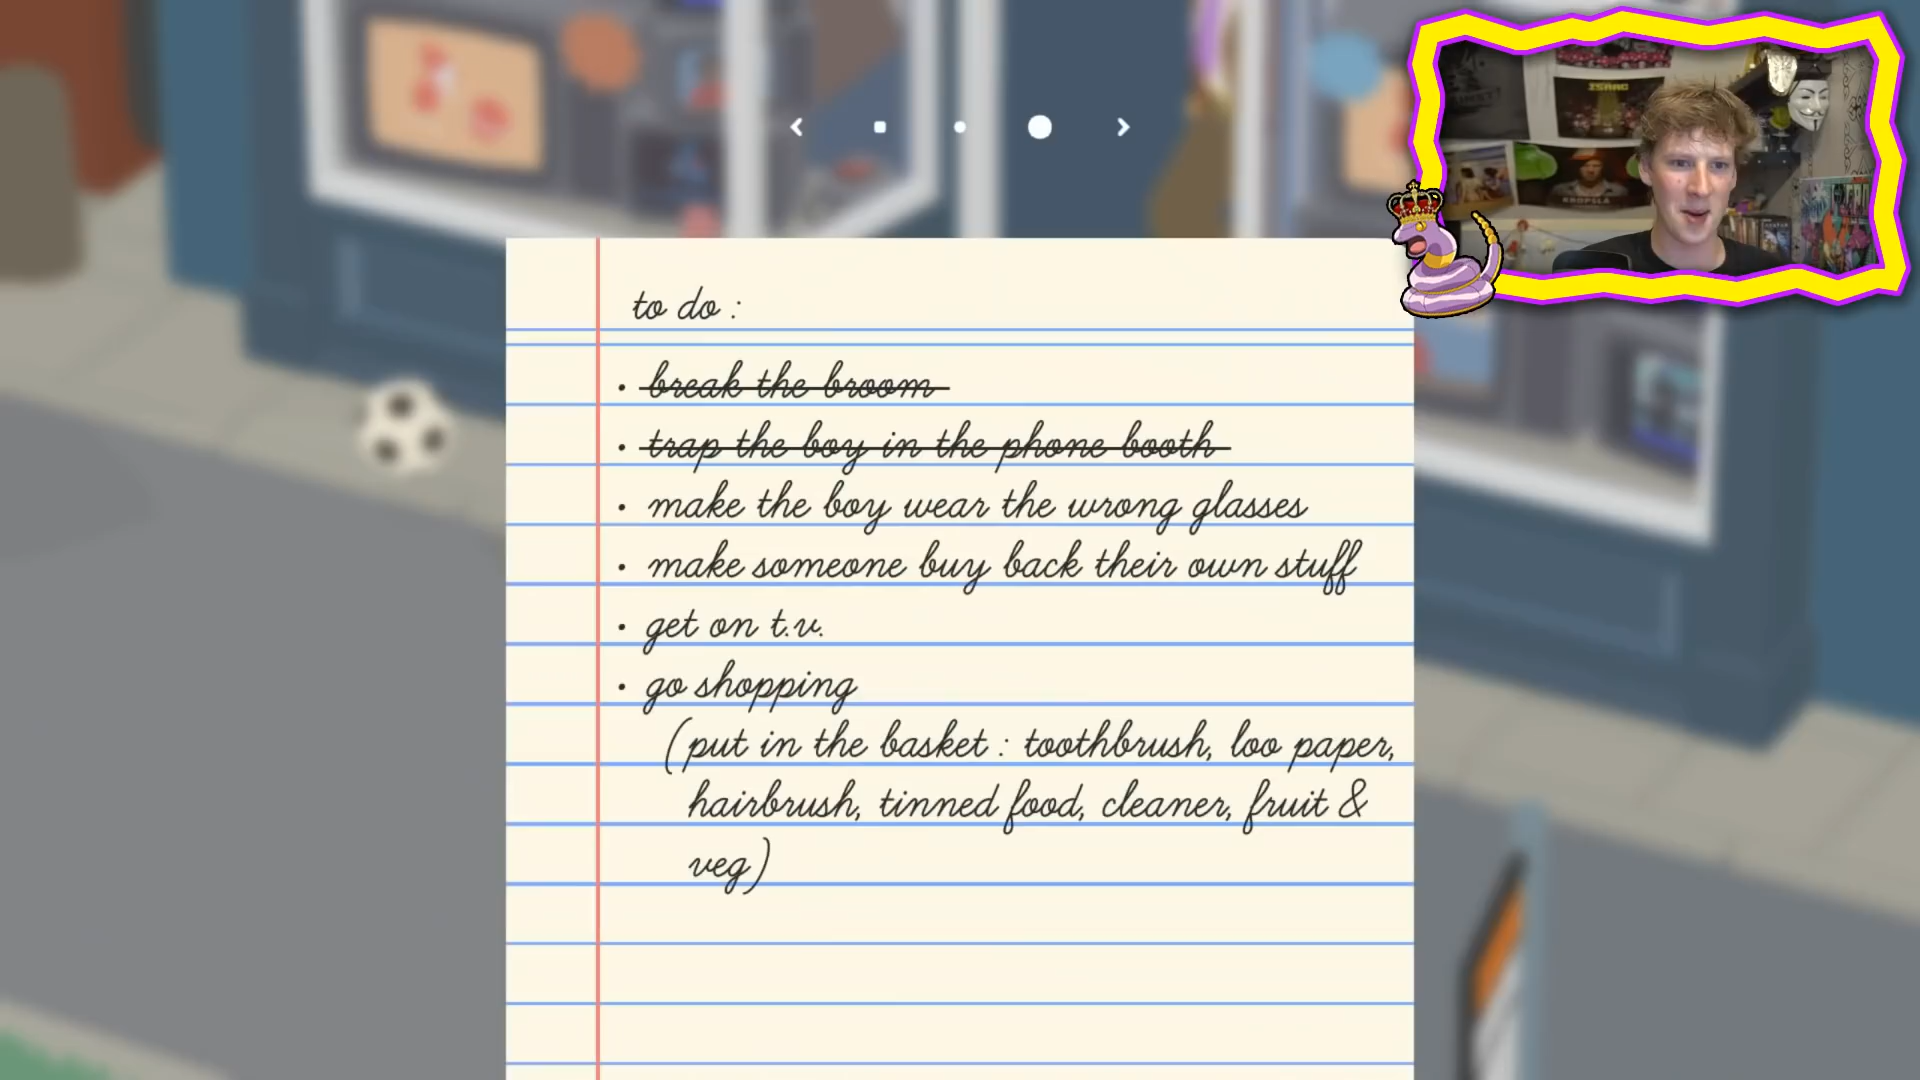 ISAAC
to do :
• break the broom
• trap the boy in the phone booth
• make the boy wear the wrong glasses
• make someone buy back their own stuff
• get on t.v.
• go shopping
(put in the basket : toothbrush, loo paper,
hairbrush, tinned food, cleaner, fruit &
veg)